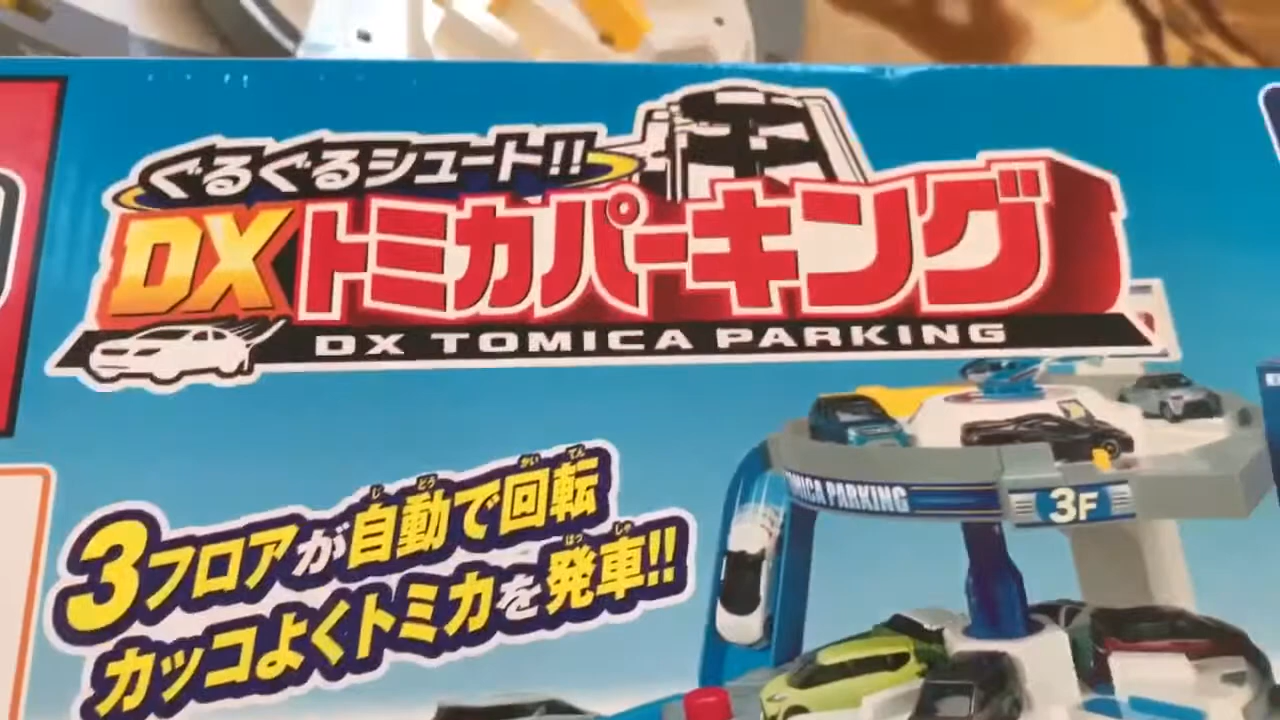 ぐるぐるシュート!!
DXトミカパーキング
DX TOMICA PARKING
3フロアが自動で回転
カッコよくトミカを発車!!
PARKING
3F